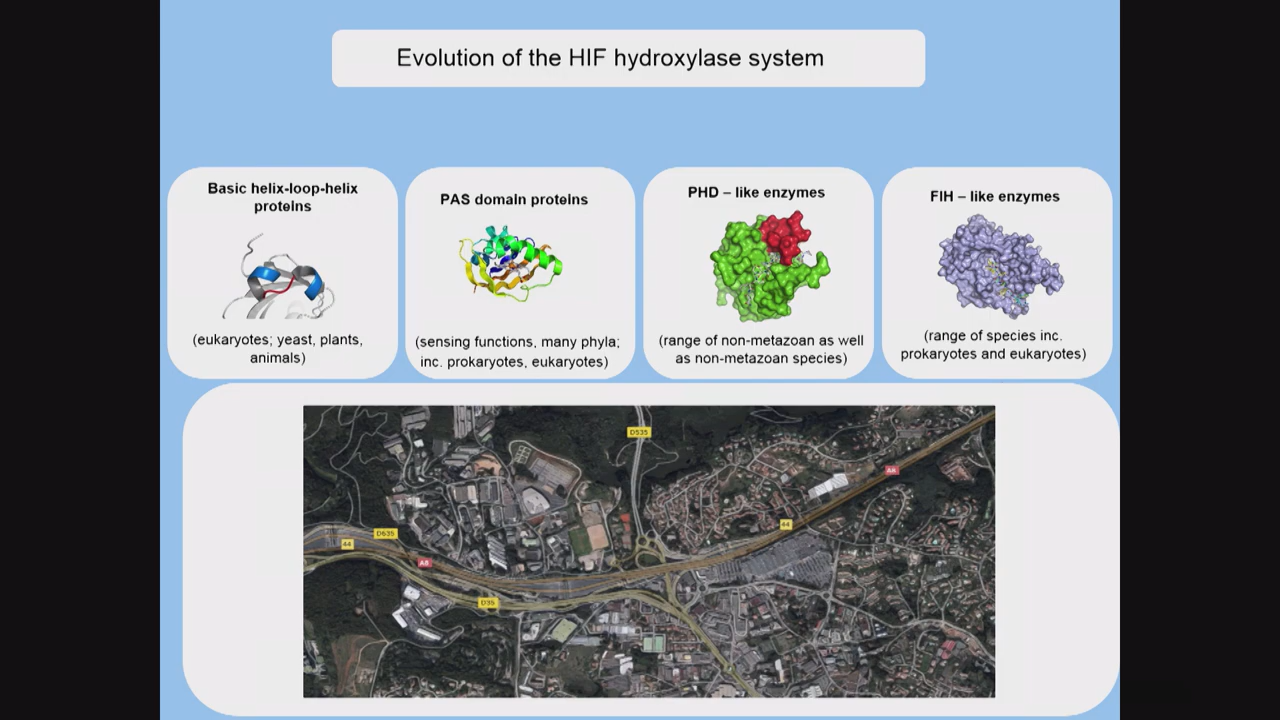 Evolution of the HIF hydroxylase system
Basic helix-loop-helix
proteins
(eukaryotes; yeast, plants,
animals)
PAS domain proteins
(sensing functions, many phyla;
inc. prokaryotes, eukaryotes)
PHD – like enzymes
(range of non-metazoan as well
as non-metazoan species)
FIH – like enzymes
(range of species inc.
prokaryotes and eukaryotes)
D535
A8
44
D635
44
A8
D35